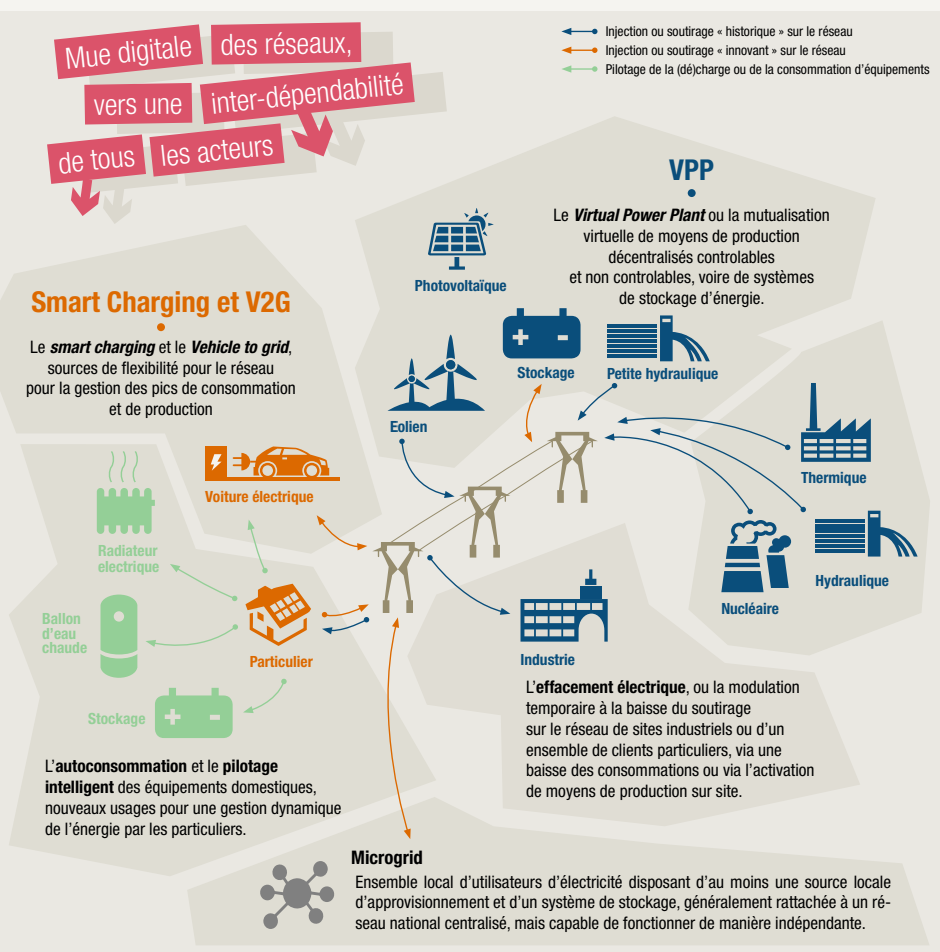 Mue digitale des réseaux,
vers une inter-dépendabilité
de tous les acteurs
Injection ou soutirage « historique » sur le réseau
Injection ou soutirage « innovant » sur le réseau
Pilotage de la (dé)charge ou de la consommation d'équipements
VPP
Le Virtual Power Plant ou la mutualisation
virtuelle de moyens de production
décentralisés controlables
et non controlables, voire de systèmes
de stockage d'énergie.
Photovoltaïque
Stockage
Petite hydraulique
Eolien
Thermique
Hydraulique
Nucléaire
Smart Charging et V2G
Le smart charging et le Vehicle to grid,
sources de flexibilité pour le réseau
pour la gestion des pics de consommation
et de production
Voiture électrique
Radiateur
electrique
Ballon
d'eau
chaude
Particulier
Stockage
L'autoconsommation et le pilotage
intelligent des équipements domestiques,
nouveaux usages pour une gestion dynamique
de l'énergie par les particuliers.
Industrie
L'effacement électrique, ou la modulation
temporaire à la baisse du soutirage
sur le réseau de sites industriels ou d'un
ensemble de clients particuliers, via une
baisse des consommations ou via l'activation
de moyens de production sur site.
Microgrid
Ensemble local d'utilisateurs d'électricité disposant d'au moins une source locale
d'approvisionnement et d'un système de stockage, généralement rattachée à un ré-
seau national centralisé, mais capable de fonctionner de manière indépendante.